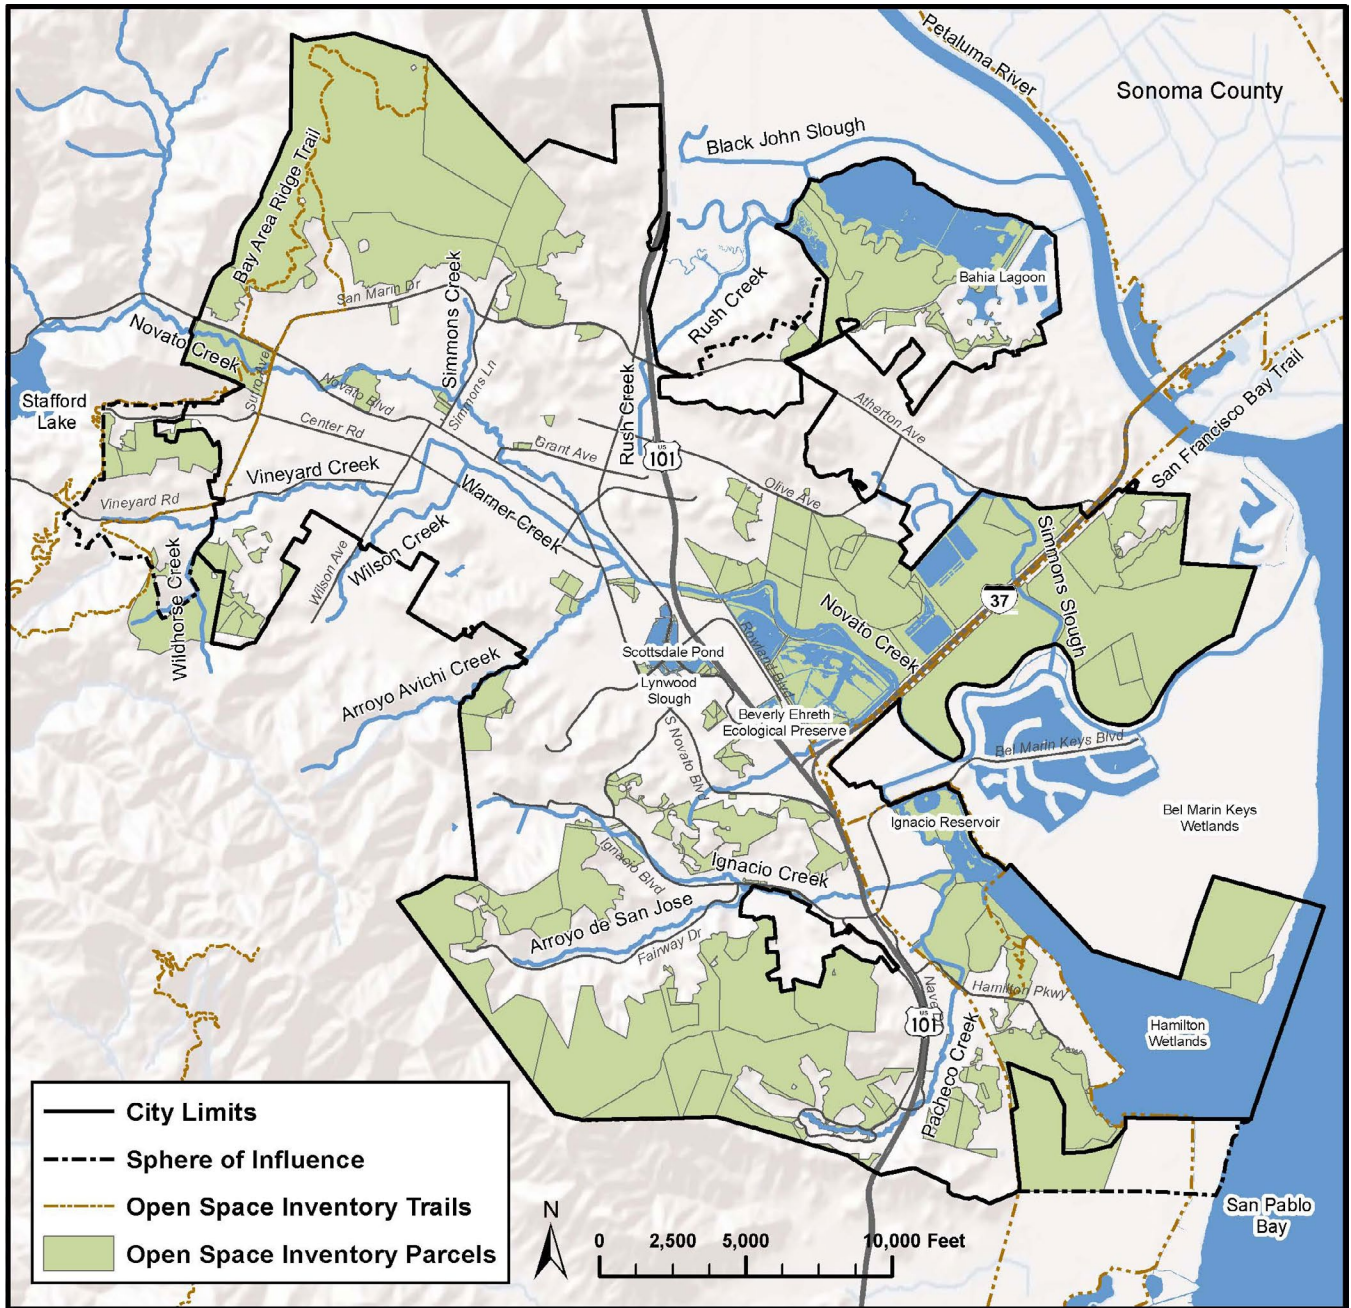 Petaluma River
Sonoma County
Black John Slough
Bay Area Ridge Trail
Bahia Lagoon
Rush Creek
San Marin Dr
Simmons Creek
Novato Creek
Sutro Ave
Novato Blvd
Simmons Ln
Stafford
Lake
Center Rd
Grant Ave
Rush Creek
Atherton Ave
San Francisco Bay Trail
US
101
Vineyard Creek
Vineyard Rd
Warner Creek
Olive Ave
Wilson Creek
Wilson Ave
Wildhorse Creek
Simmons Slough
37
Novato Creek
Rowland Blvd
Scottsdale Pond
Lynwood
Slough
Arroyo Avichi Creek
S Novato Blvd
Beverly Ehreth
Ecological Preserve
Bel Marin Keys Blvd
Bel Marin Keys
Wetlands
Ignacio Reservoir
Ignacio Blvd
Ignacio Creek
Arroyo de San Jose
Fairway Dr
Hamilton Pkwy
US
101
Pacheco Creek
Hamilton
Wetlands
City Limits
Sphere of Influence
Open Space Inventory Trails
Open Space Inventory Parcels
N
0 2,500 5,000 10,000 Feet
San Pablo
Bay